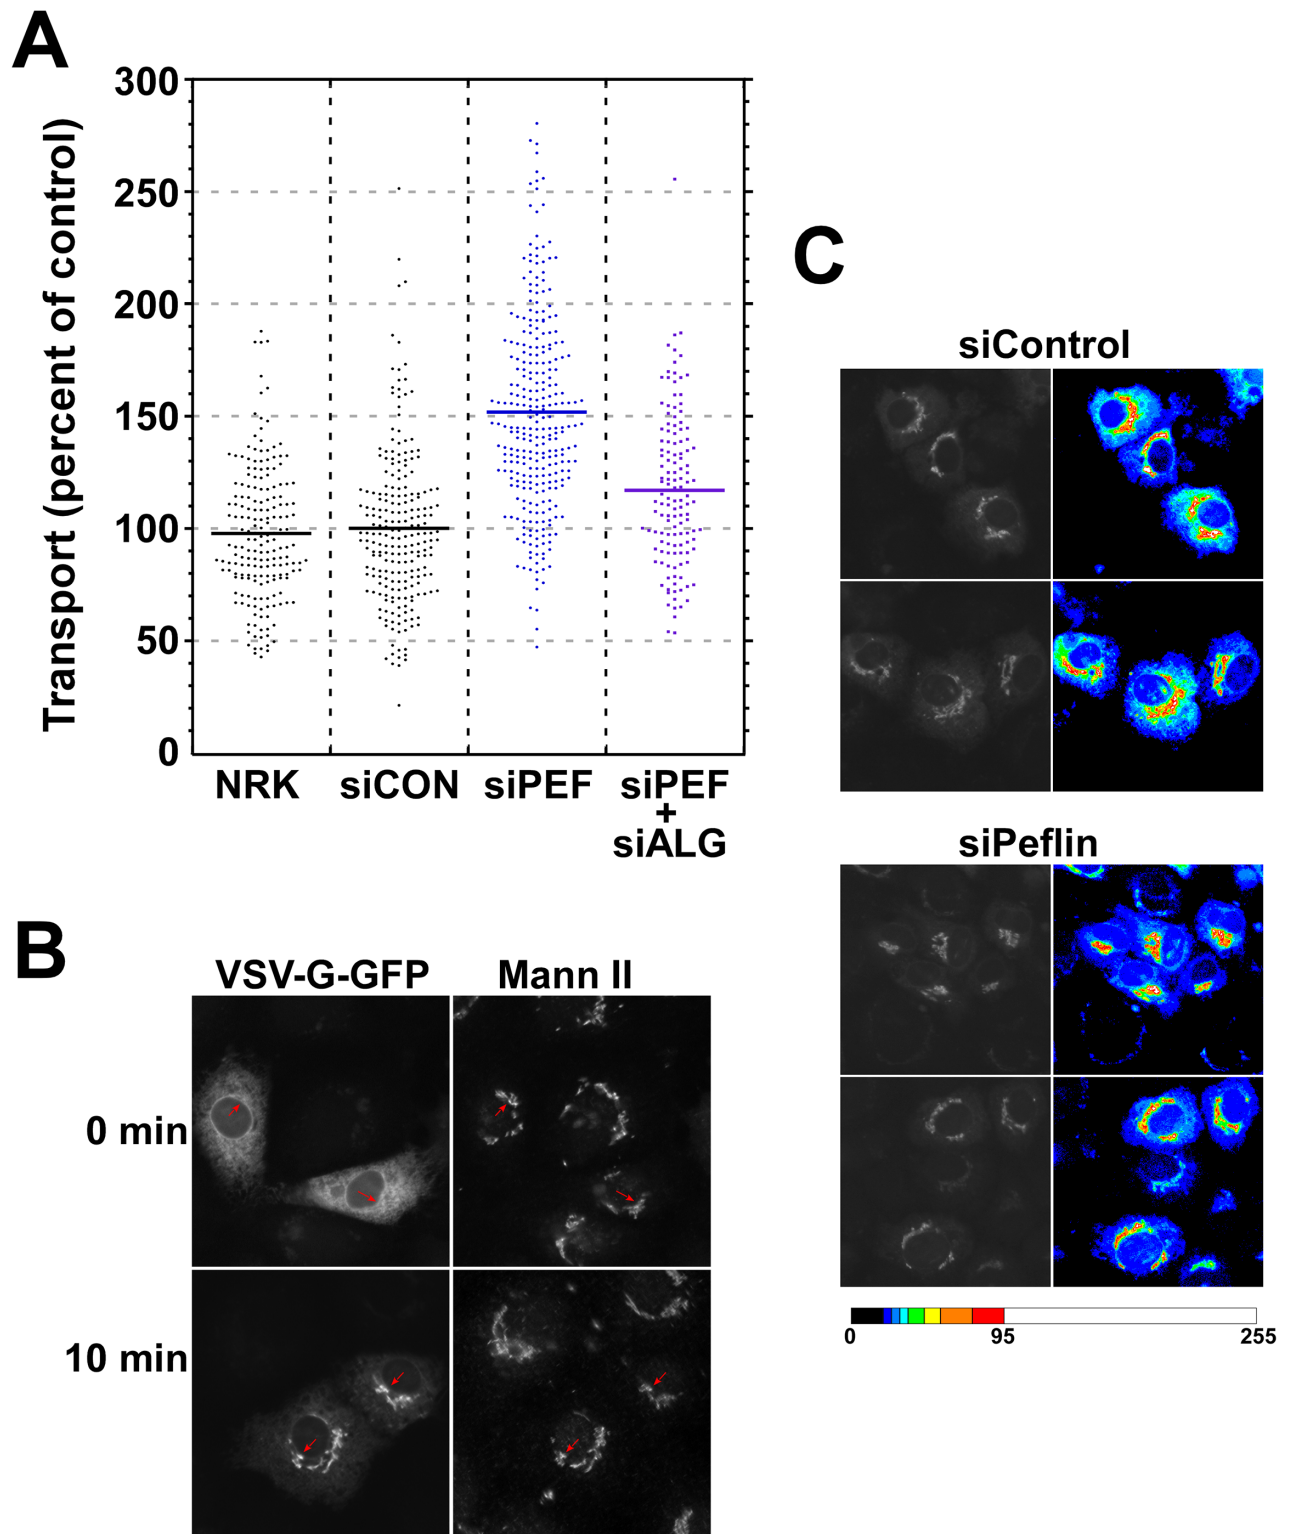 A
Transport (percent of control)
300
250
200
150
100
50
0
NRK
siCON
siPEF
siPEF
+
siALG
B
VSV-G-GFP
Mann II
0 min
10 min
C
siControl
siPeflin
0
95
255